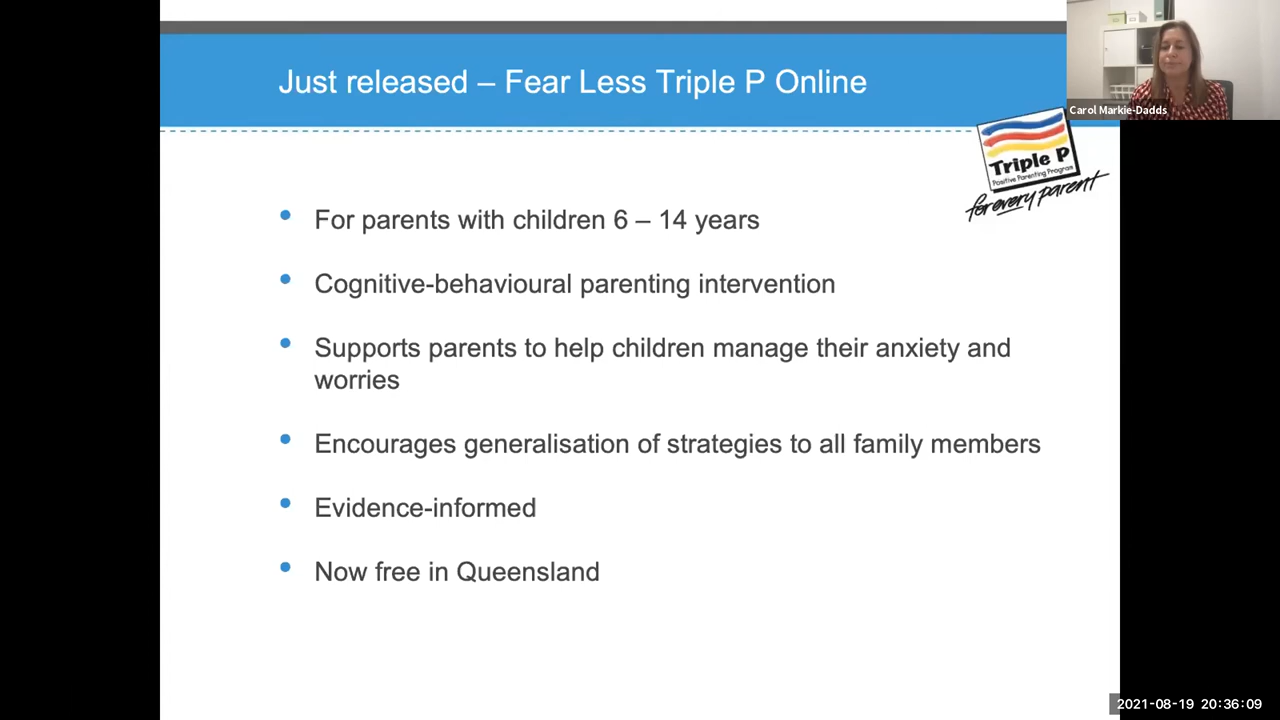 Just released – Fear Less Triple P Online
Carol Markie-Dadds
Triple P
Positive Parenting Program
for every parent
• For parents with children 6 – 14 years
• Cognitive-behavioural parenting intervention
• Supports parents to help children manage their anxiety and
worries
• Encourages generalisation of strategies to all family members
• Evidence-informed
• Now free in Queensland
2021-08-19 20:36:09